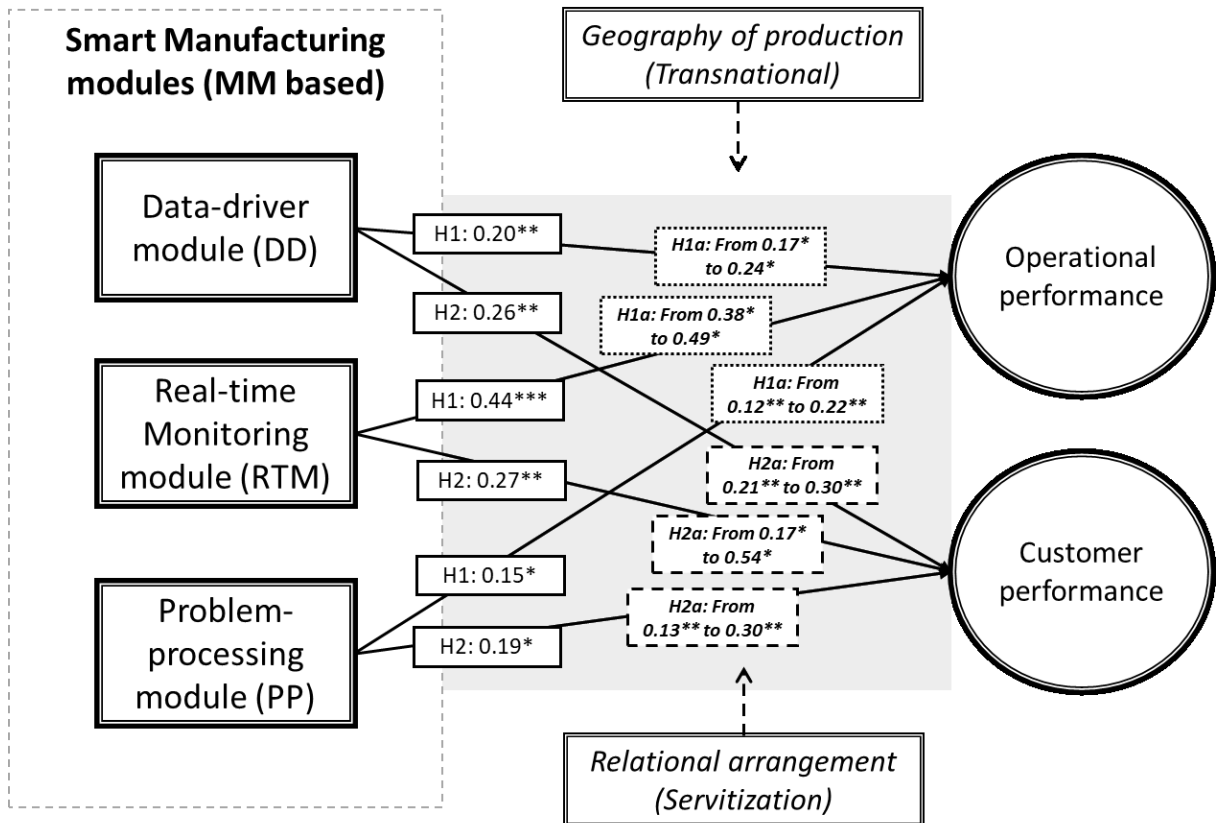 Smart Manufacturing
modules (MM based)
Geography of production
(Transnational)
Data-driver
module (DD)
Real-time
Monitoring
module (RTM)
Problem-
processing
module (PP)
H1: 0.20**
H2: 0.26**
H1: 0.44***
H2: 0.27**
H1: 0.15*
H2: 0.19*
H1a: From 0.17*
to 0.24*
H1a: From 0.38*
to 0.49*
H1a: From
0.12** to 0.22**
H2a: From
0.21** to 0.30**
H2a: From 0.17*
to 0.54*
H2a: From
0.13** to 0.30**
Operational
performance
Customer
performance
Relational arrangement
(Servitization)